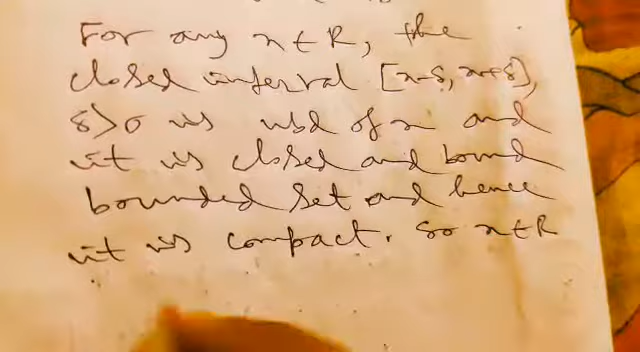 For any x ∈ R, the
closed interval [x-δ, x+δ],
δ>0 is nbd of x and
it is closed and bound
bounded set and hence
it is compact. So x ∈ R